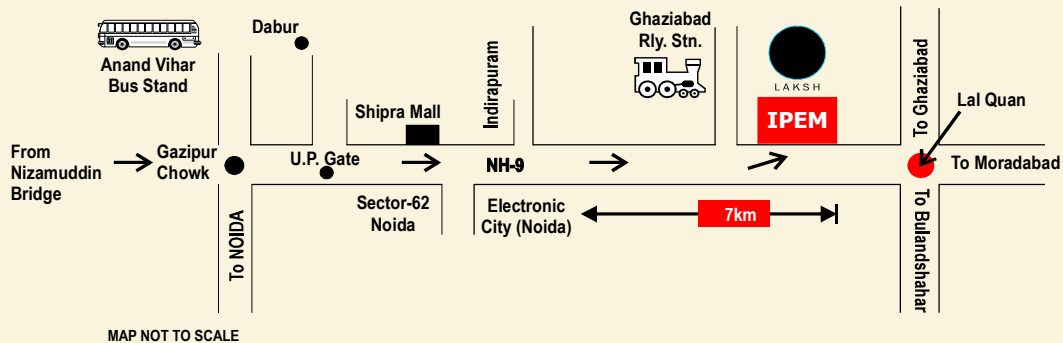 Anand Vihar
Bus Stand
Dabur
Shipra Mall
Indirapuram
Ghaziabad
Rly. Stn.
LAKSH
IPEM
To Ghaziabad
Lal Quan
From
Nizamuddin
Bridge
Gazipur
Chowk
U.P. Gate
NH-9
To Moradabad
To NOIDA
Sector-62
Noida
Electronic
City (Noida)
7km
To Bulandshahar
MAP NOT TO SCALE